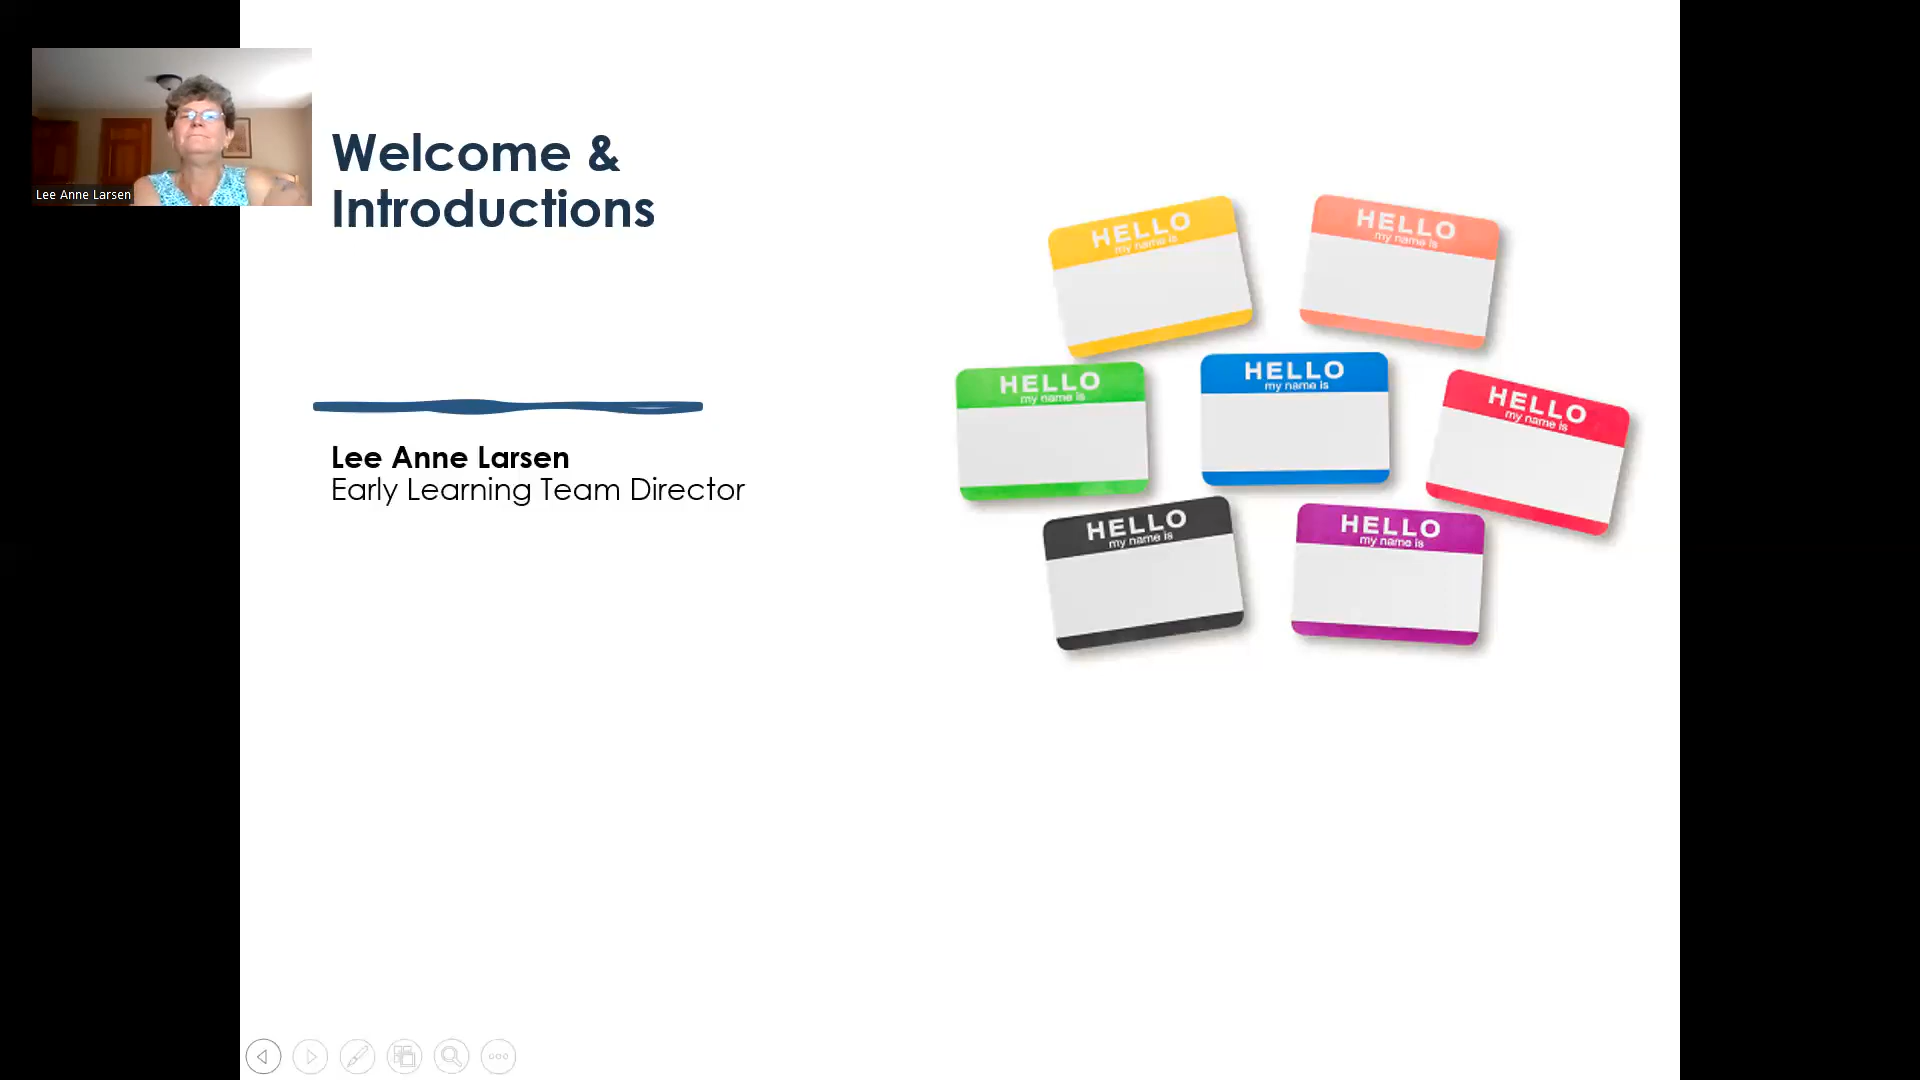 Lee Anne Larsen
Welcome &
Introductions
Lee Anne Larsen
Early Learning Team Director
HELLO
my name is
HELLO
my name is
HELLO
my name is
HELLO
my name is
HELLO
my name is
HELLO
my name is
HELLO
my name is